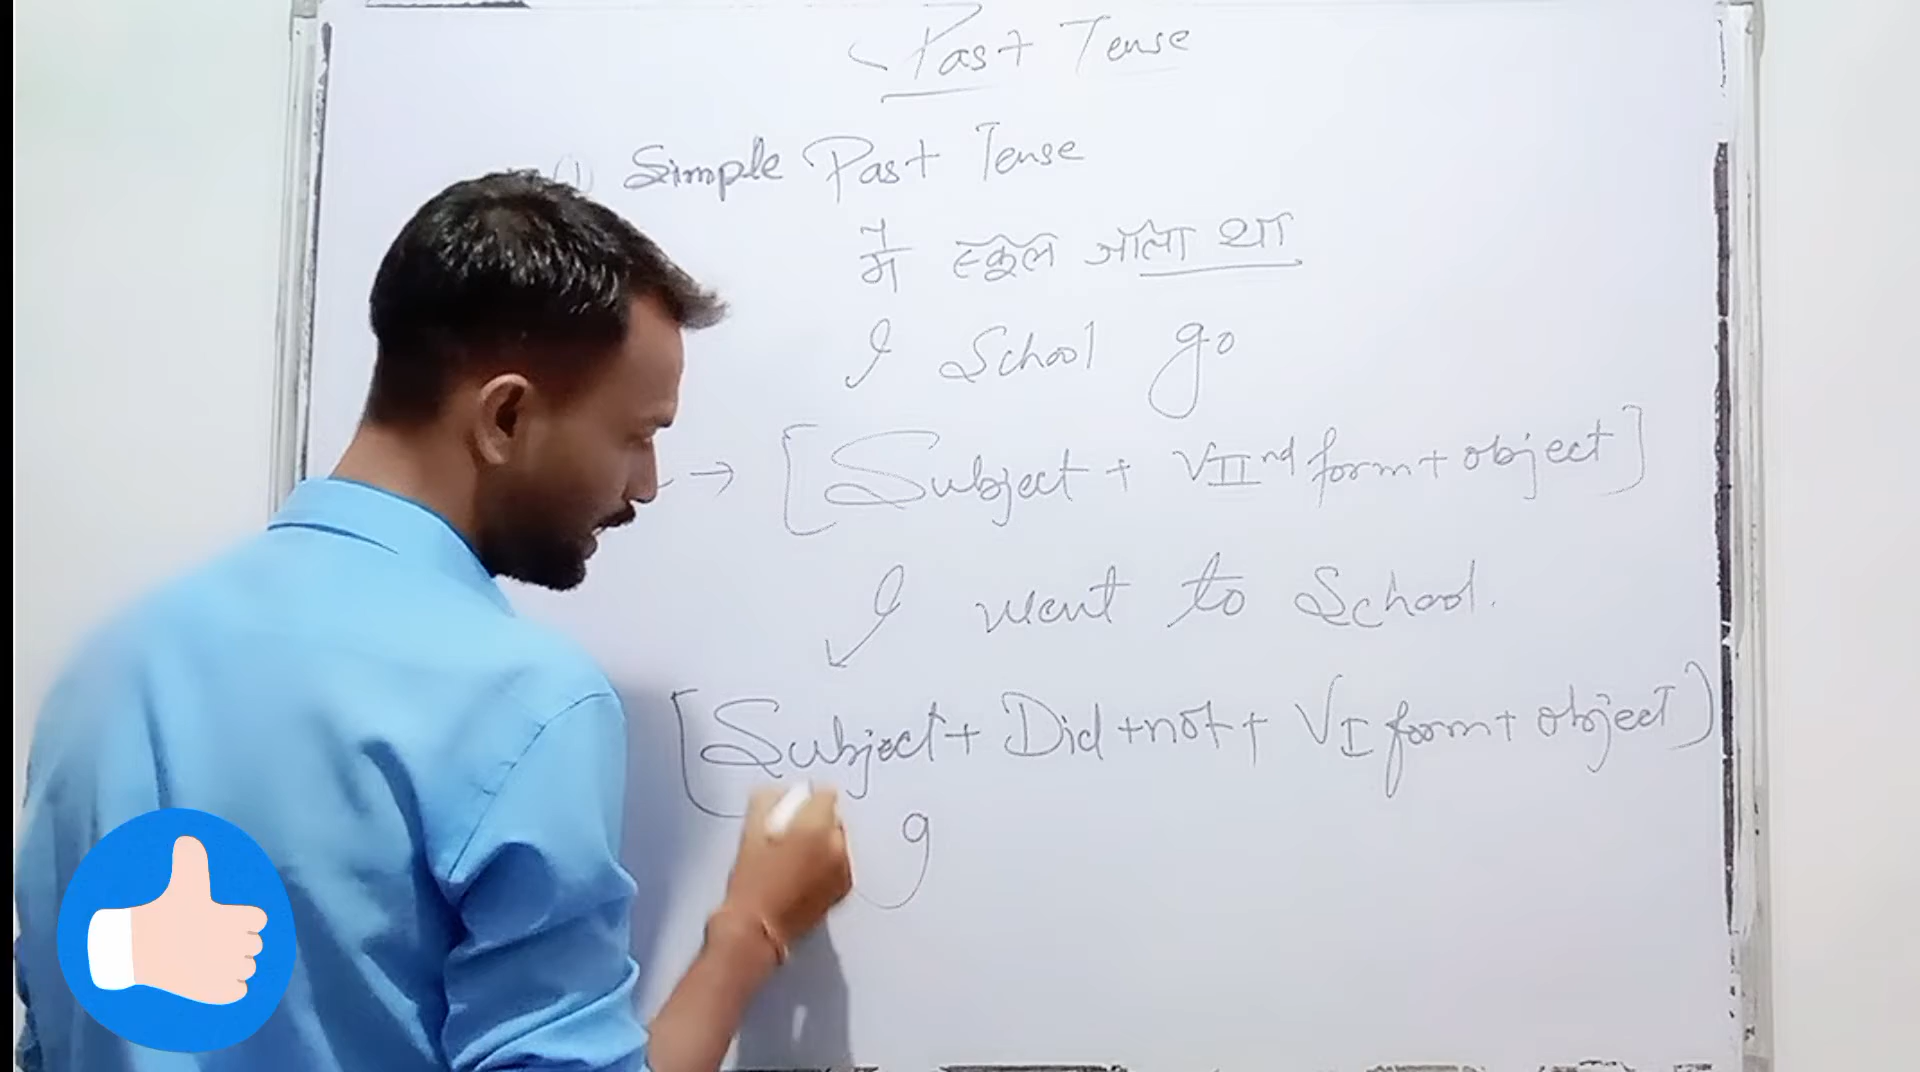 Past Tense
(1) Simple Past Tense
मैं स्कूल जाता था
I School go
→ [Subject + VIInd form + object]
I went to School.
[Subject + Did + not + VI form + object)
I